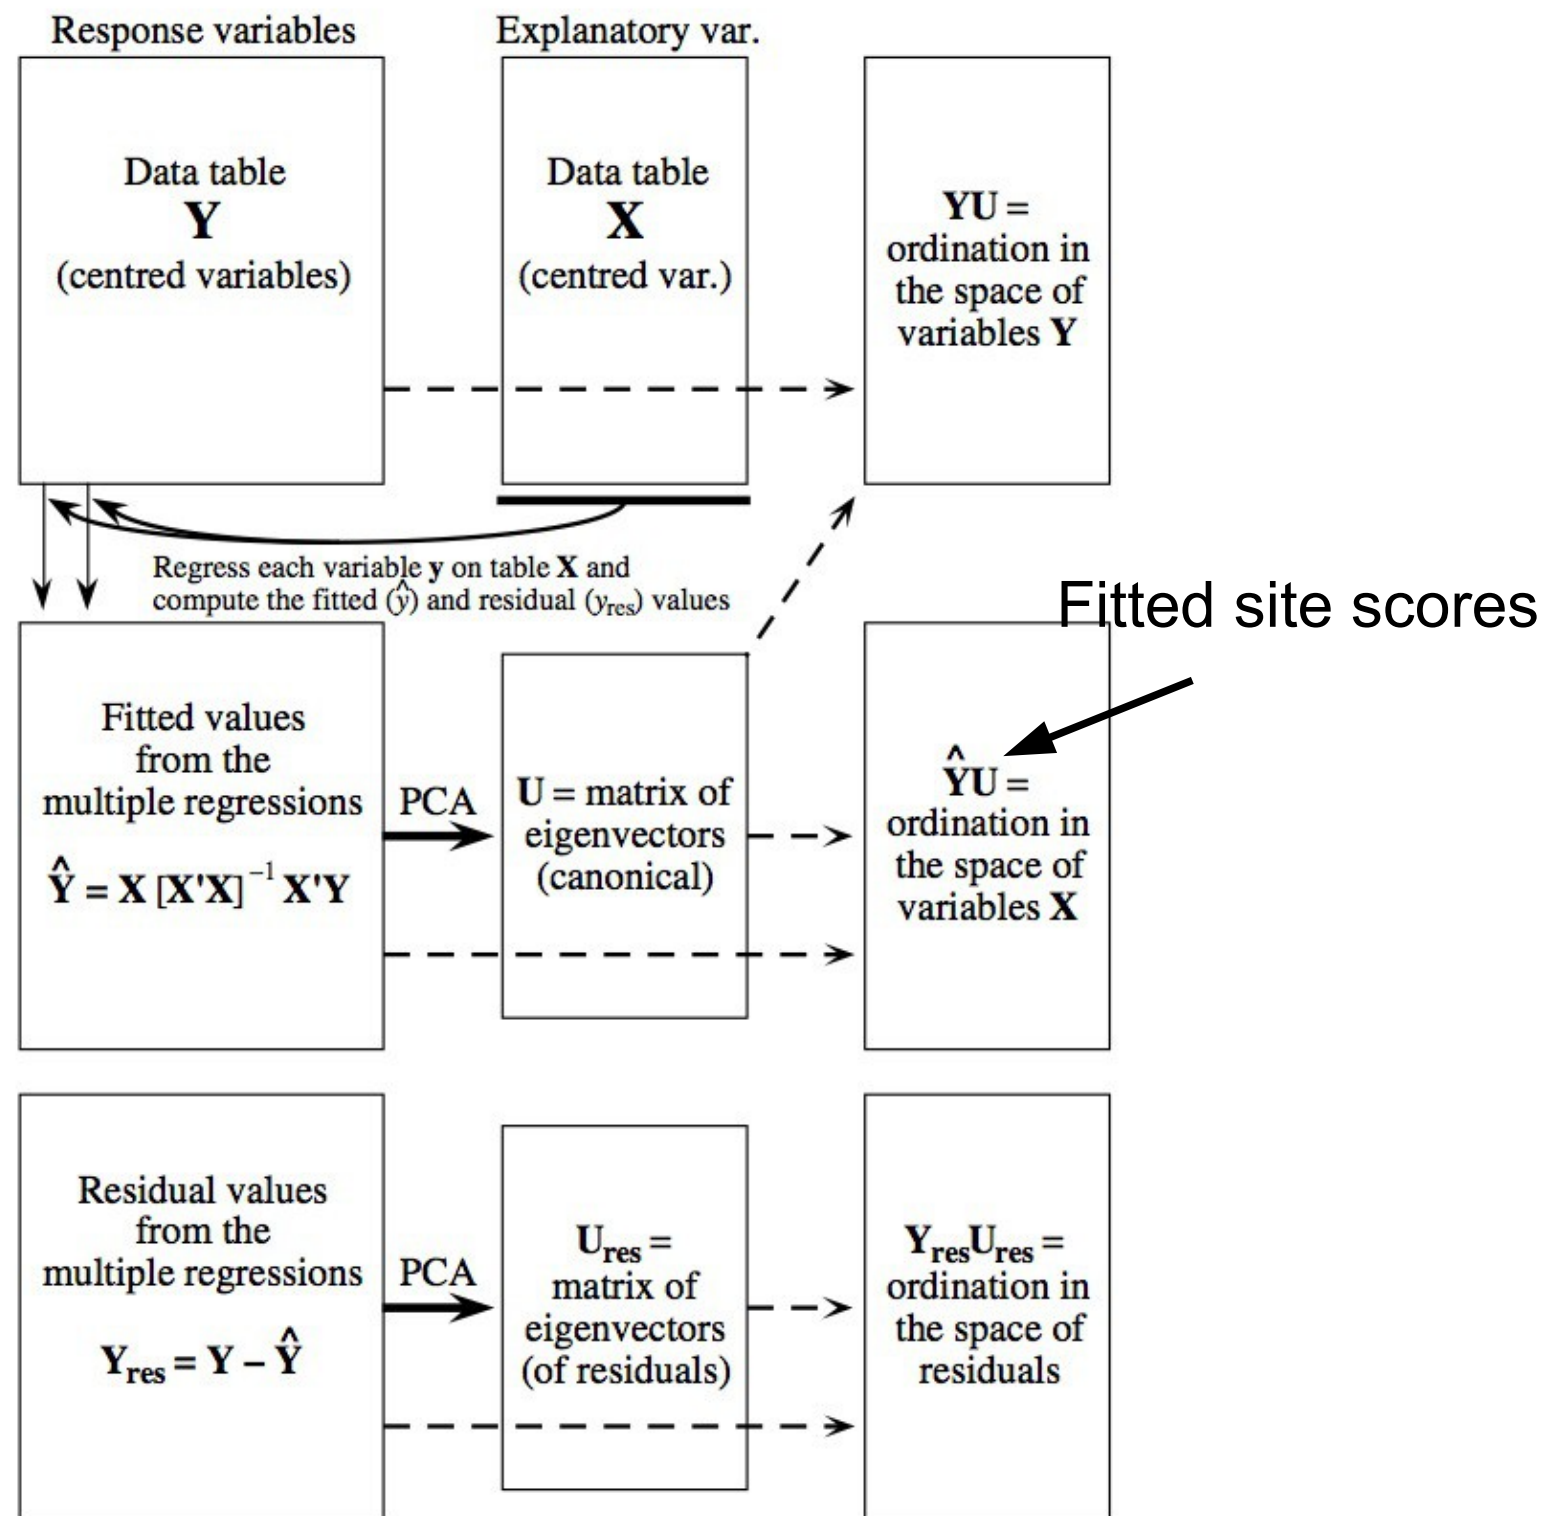 Response variables
Explanatory var.
Data table
Y
(centred variables)
Data table
X
(centred var.)
YU =
ordination in
the space of
variables Y
Regress each variable y on table X and
compute the fitted (ŷ) and residual (yres) values
Fitted site scores
Fitted values
from the
multiple regressions
Ŷ = X [X'X]⁻¹ X'Y
PCA
U = matrix of
eigenvectors
(canonical)
ŶU =
ordination in
the space of
variables X
Residual values
from the
multiple regressions
Yres = Y – Ŷ
PCA
Ures =
matrix of
eigenvectors
(of residuals)
YresUres =
ordination in
the space of
residuals